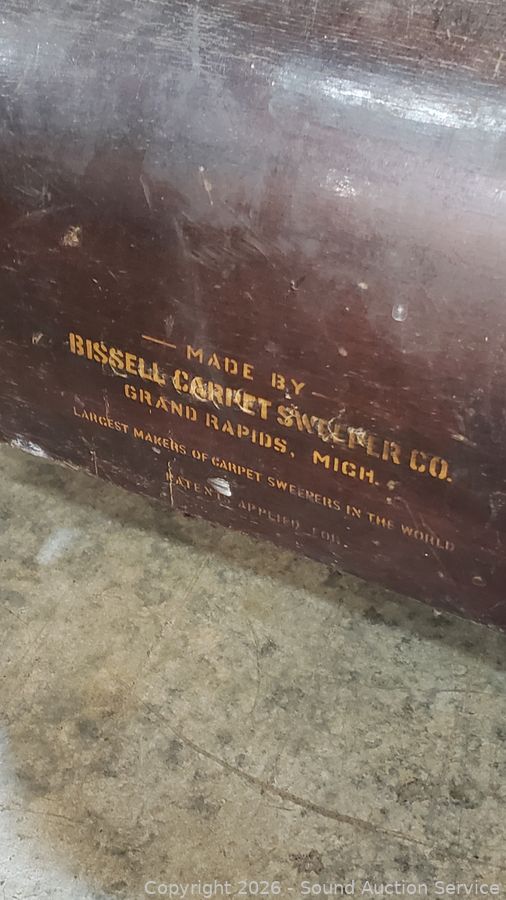 MADE BY
BISSELL CARPET SWEEPER CO.
GRAND RAPIDS, MICH.
LARGEST MAKERS OF CARPET SWEEPERS IN THE WORLD
PATENT APPLIED FOR
Copyright 2026 - Sound Auction Service